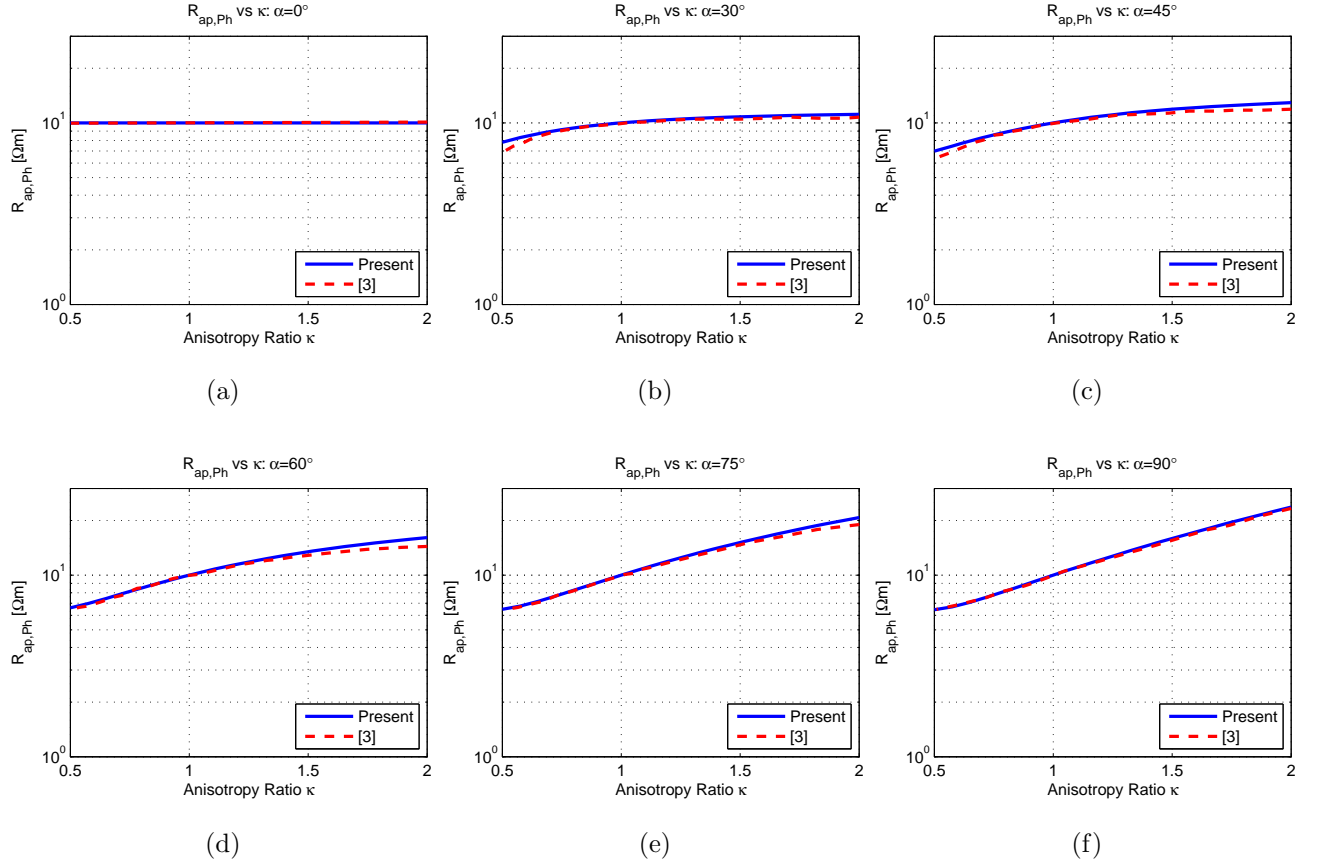 R_ap,Ph vs κ: α=0°
R_ap,Ph [Ωm]
10^1
10^0
0.5 1 1.5 2
Anisotropy Ratio κ
Present
[3]
(a)
R_ap,Ph vs κ: α=30°
R_ap,Ph [Ωm]
10^1
10^0
0.5 1 1.5 2
Anisotropy Ratio κ
Present
[3]
(b)
R_ap,Ph vs κ: α=45°
R_ap,Ph [Ωm]
10^1
10^0
0.5 1 1.5 2
Anisotropy Ratio κ
Present
[3]
(c)
R_ap,Ph vs κ: α=60°
R_ap,Ph [Ωm]
10^1
10^0
0.5 1 1.5 2
Anisotropy Ratio κ
Present
[3]
(d)
R_ap,Ph vs κ: α=75°
R_ap,Ph [Ωm]
10^1
10^0
0.5 1 1.5 2
Anisotropy Ratio κ
Present
[3]
(e)
R_ap,Ph vs κ: α=90°
R_ap,Ph [Ωm]
10^1
10^0
0.5 1 1.5 2
Anisotropy Ratio κ
Present
[3]
(f)